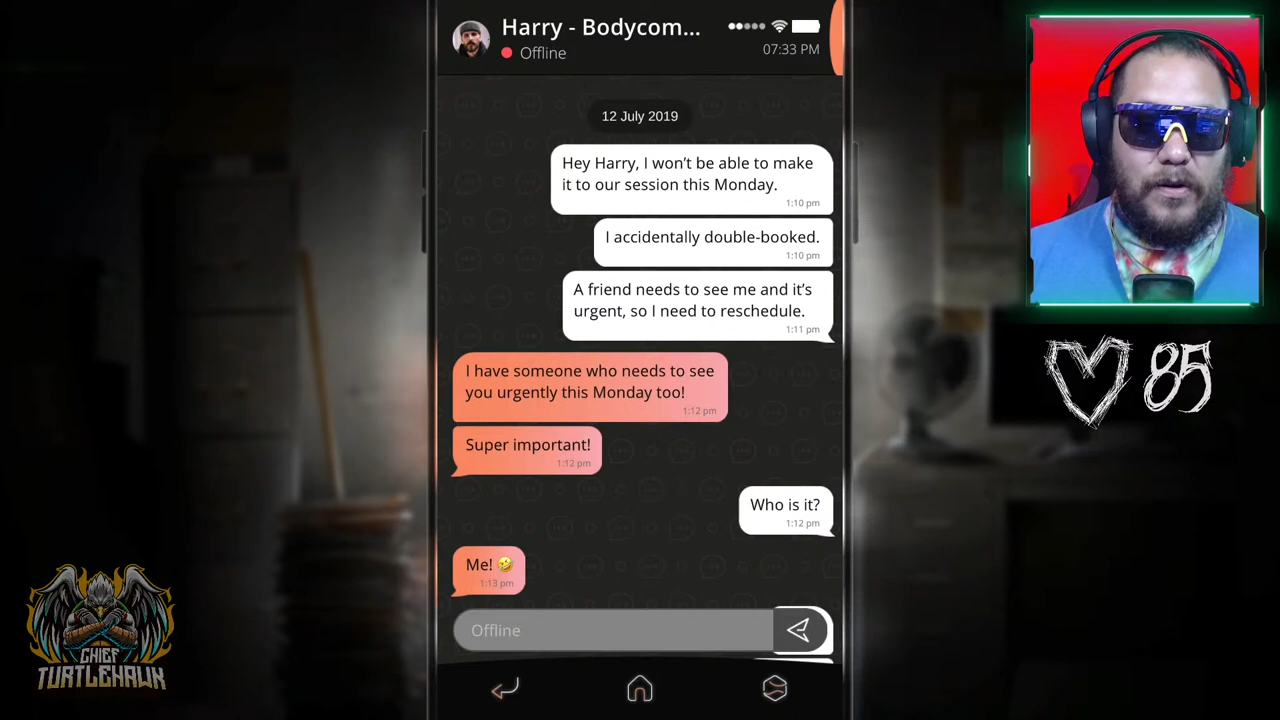 Harry - Bodycom...
Offline
07:33 PM
12 July 2019
Hey Harry, I won't be able to make
it to our session this Monday.
1:10 pm
I accidentally double-booked.
1:10 pm
A friend needs to see me and it's
urgent, so I need to reschedule.
1:11 pm
I have someone who needs to see
you urgently this Monday too!
1:12 pm
Super important!
1:12 pm
Who is it?
1:12 pm
Me! 🤣
1:13 pm
Offline
85
CHIEF
TURTLEHAWK